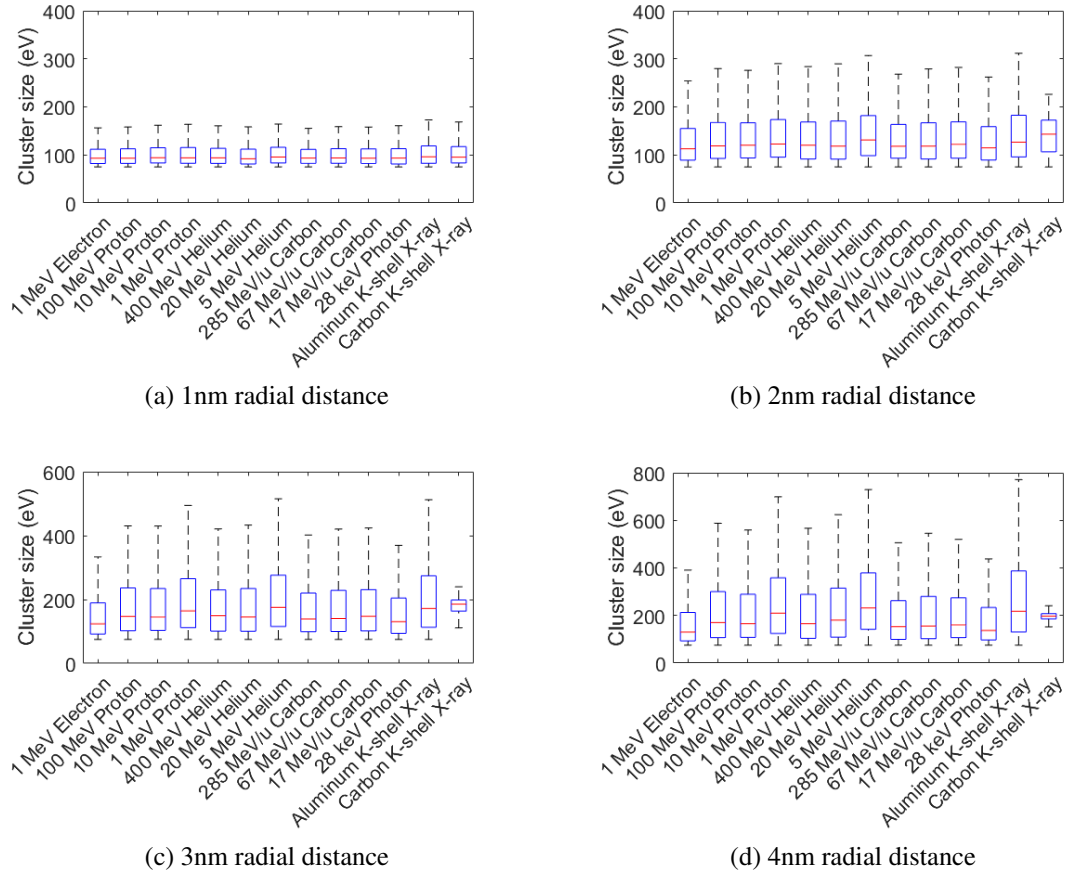 Cluster size (eV)
400
300
200
100
0
1 MeV Electron
100 MeV Proton
10 MeV Proton
1 MeV Proton
400 MeV Helium
20 MeV Helium
5 MeV Helium
285 MeV/u Carbon
67 MeV/u Carbon
17 MeV/u Carbon
28 keV Photon
Aluminum K-shell X-ray
Carbon K-shell X-ray
(a) 1nm radial distance
Cluster size (eV)
400
300
200
100
0
1 MeV Electron
100 MeV Proton
10 MeV Proton
1 MeV Proton
400 MeV Helium
20 MeV Helium
5 MeV Helium
285 MeV/u Carbon
67 MeV/u Carbon
17 MeV/u Carbon
28 keV Photon
Aluminum K-shell X-ray
Carbon K-shell X-ray
(b) 2nm radial distance
Cluster size (eV)
600
400
200
0
1 MeV Electron
100 MeV Proton
10 MeV Proton
1 MeV Proton
400 MeV Helium
20 MeV Helium
5 MeV Helium
285 MeV/u Carbon
67 MeV/u Carbon
17 MeV/u Carbon
28 keV Photon
Aluminum K-shell X-ray
Carbon K-shell X-ray
(c) 3nm radial distance
Cluster size (eV)
800
600
400
200
0
1 MeV Electron
100 MeV Proton
10 MeV Proton
1 MeV Proton
400 MeV Helium
20 MeV Helium
5 MeV Helium
285 MeV/u Carbon
67 MeV/u Carbon
17 MeV/u Carbon
28 keV Photon
Aluminum K-shell X-ray
Carbon K-shell X-ray
(d) 4nm radial distance